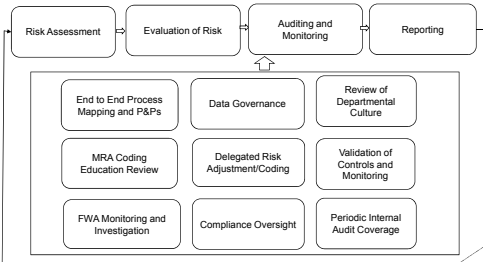 Risk Assessment
Evaluation of Risk
Auditing and
Monitoring
Reporting
End to End Process
Mapping and P&Ps
Data Governance
Review of
Departmental
Culture
MRA Coding
Education Review
Delegated Risk
Adjustment/Coding
Validation of
Controls and
Monitoring
FWA Monitoring and
Investigation
Compliance Oversight
Periodic Internal
Audit Coverage